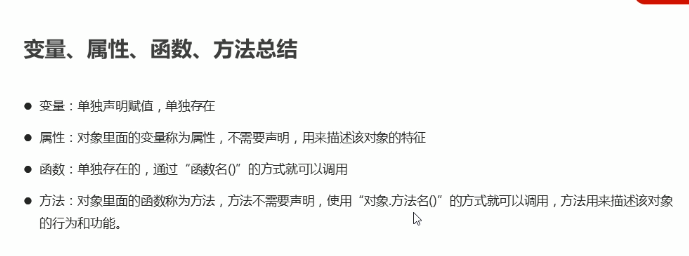 变量、属性、函数、方法总结
● 变量：单独声明赋值，单独存在
● 属性：对象里面的变量称为属性，不需要声明，用来描述该对象的特征
● 函数：单独存在的，通过“函数名()”的方式就可以调用
● 方法：对象里面的函数称为方法，方法不需要声明，使用“对象.方法名()”的方式就可以调用，方法用来描述该对象
的行为和功能。